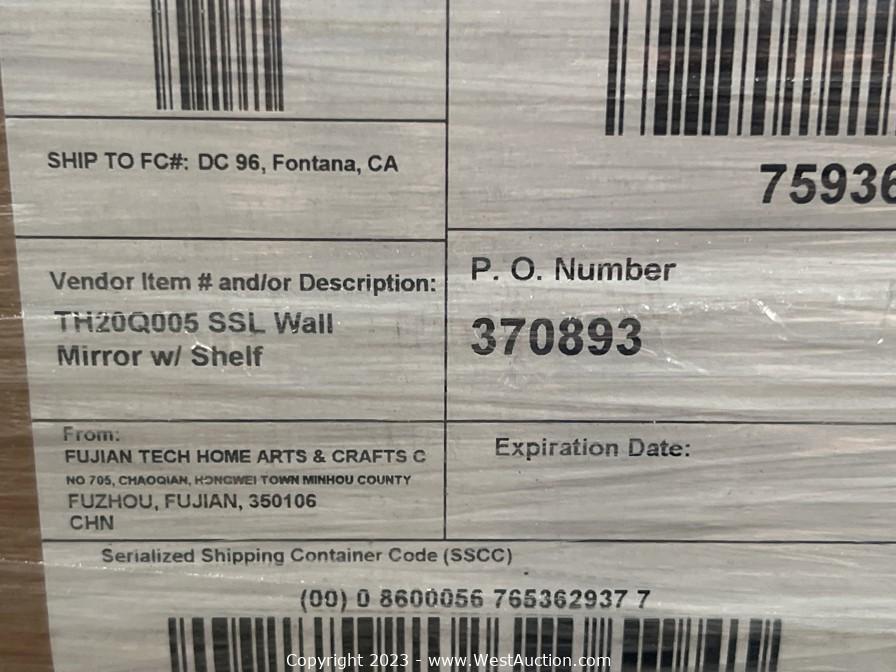 SHIP TO FC#: DC 96, Fontana, CA
75936
Vendor Item # and/or Description:
TH20Q005 SSL Wall
Mirror w/ Shelf
P. O. Number
370893
From:
FUJIAN TECH HOME ARTS & CRAFTS C
NO 705, CHAOQIAN, HONGWEI TOWN MINHOU COUNTY
FUZHOU, FUJIAN, 350106
CHN
Expiration Date:
Serialized Shipping Container Code (SSCC)
(00) 0 8600056 765362937 7
Copyright 2023 - www.WestAuction.com